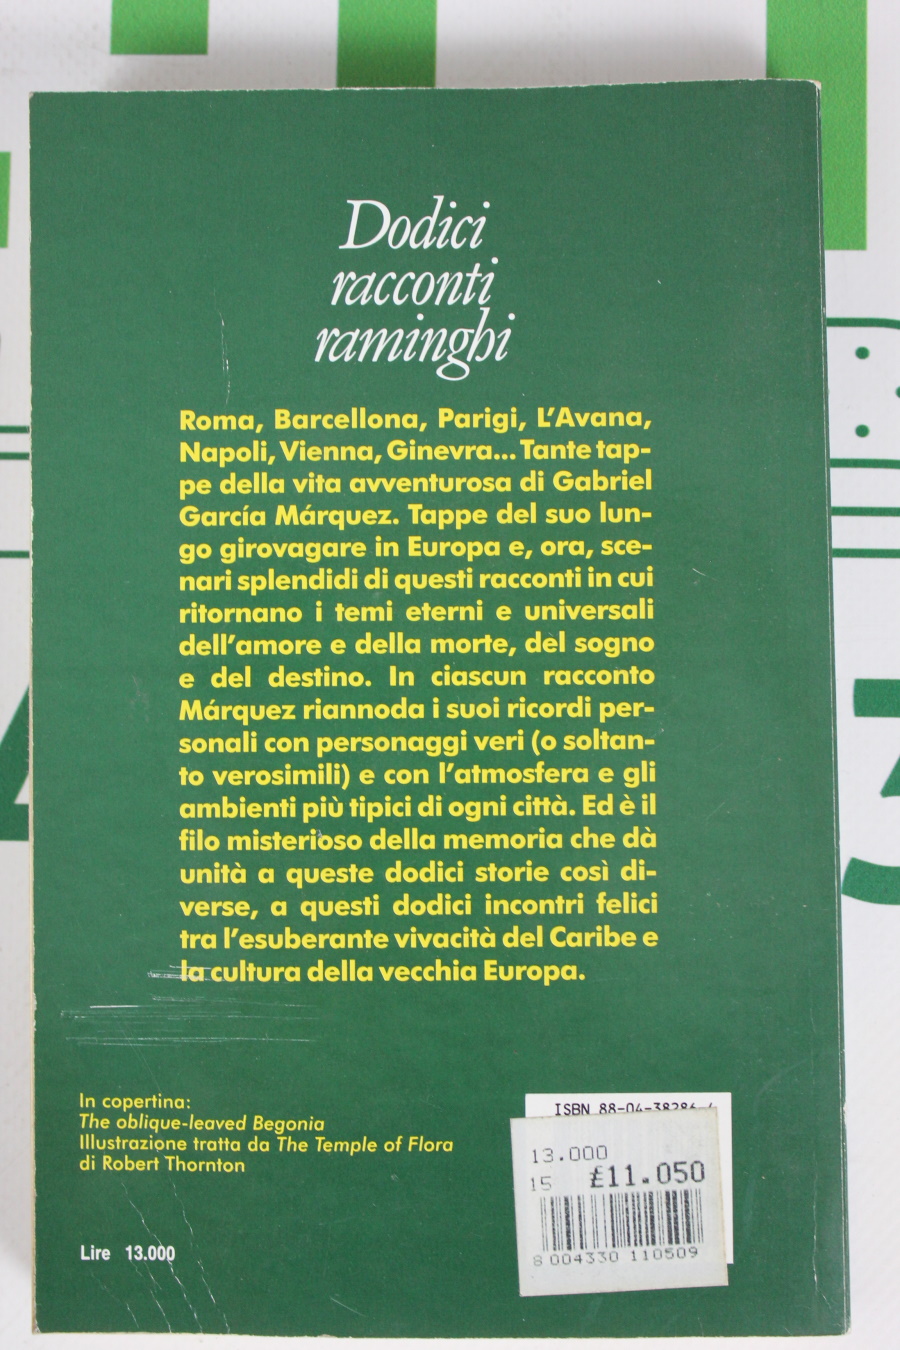 Dodici
racconti
raminghi
Roma, Barcellona, Parigi, L'Avana,
Napoli, Vienna, Ginevra... Tante tap-
pe della vita avventurosa di Gabriel
García Márquez. Tappe del suo lun-
go girovagare in Europa e, ora, sce-
nari splendidi di questi racconti in cui
ritornano i temi eterni e universali
dell'amore e della morte, del sogno
e del destino. In ciascun racconto
Márquez riannoda i suoi ricordi per-
sonali con personaggi veri (o soltan-
to verosimili) e con l'atmosfera e gli
ambienti più tipici di ogni città. Ed è il
filo misterioso della memoria che dà
unità a queste dodici storie così di-
verse, a questi dodici incontri felici
tra l'esuberante vivacità del Caribe e
la cultura della vecchia Europa.
In copertina:
The oblique-leaved Begonia
Illustrazione tratta da The Temple of Flora
di Robert Thornton
Lire 13.000
ISBN
13.000
15 £11.050
8 004330 110509